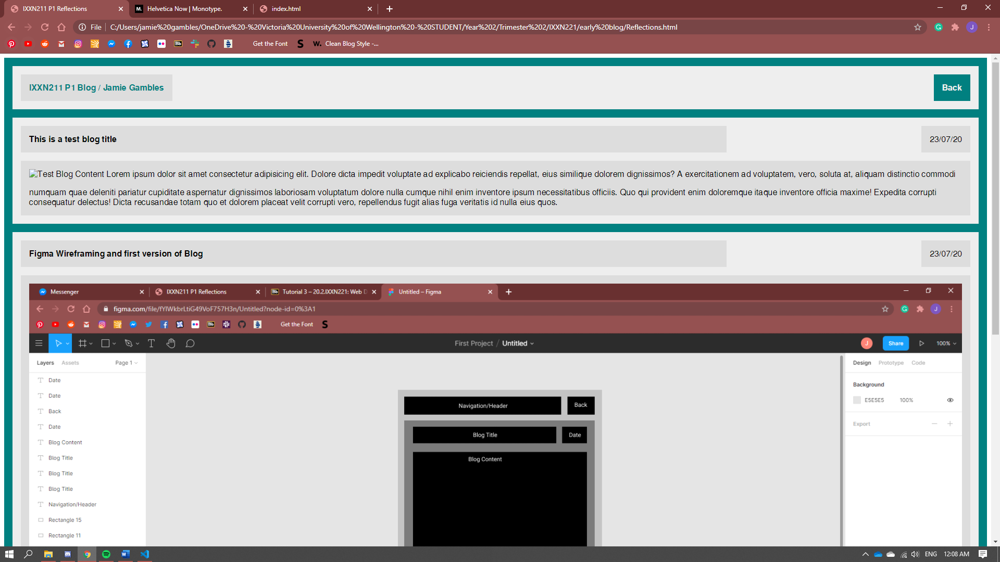 IXXN211 P1 Reflections
Helvetica Now | Monotype.
index.html
File
C:/Users/jamie%20gambles/OneDrive%20-%20Victoria%20University%20of%20Wellington%20-%20STUDENT/Year%202/Trimester%202/IXXN221/early%20blog/Reflections.html
J
Bb
Get the Font
S
W. Clean Blog Style -...
IXXN211 P1 Blog / Jamie Gambles
Back
This is a test blog title
23/07/20
Test Blog Content Lorem ipsum dolor sit amet consectetur adipisicing elit. Dolore dicta impedit voluptate ad explicabo reiciendis repellat, eius similique dolorem dignissimos? A exercitationem ad voluptatem, vero, soluta at, aliquam distinctio commodi
numquam quae deleniti pariatur cupiditate aspernatur dignissimos laboriosam voluptatum dolore nulla cumque nihil enim inventore ipsum necessitatibus officiis. Quo qui provident enim doloremque itaque inventore officia maxime! Expedita corrupti
consequatur delectus! Dicta recusandae totam quo et dolorem placeat velit corrupti vero, repellendus fugit alias fuga veritatis id nulla eius quos.
Figma Wireframing and first version of Blog
23/07/20
Messenger
IXXN211 P1 Reflections
Bb Tutorial 3 – 20.2.IXXN221: Web D
Untitled – Figma
figma.com/file/fYIWkbrLtiG49VoF757H3n/Untitled?node-id=0%3A1
J
Bb
Get the Font
S
First Project / Untitled
J
Share
100%
Layers
Assets
Page 1
Design
Prototype
Code
Date
Date
Back
Date
Blog Content
Blog Title
Blog Title
Blog Title
Navigation/Header
Rectangle 15
Rectangle 11
Navigation/Header
Back
Blog Title
Date
Blog Content
Background
E5E5E5
100%
Export
ENG
12:08 AM